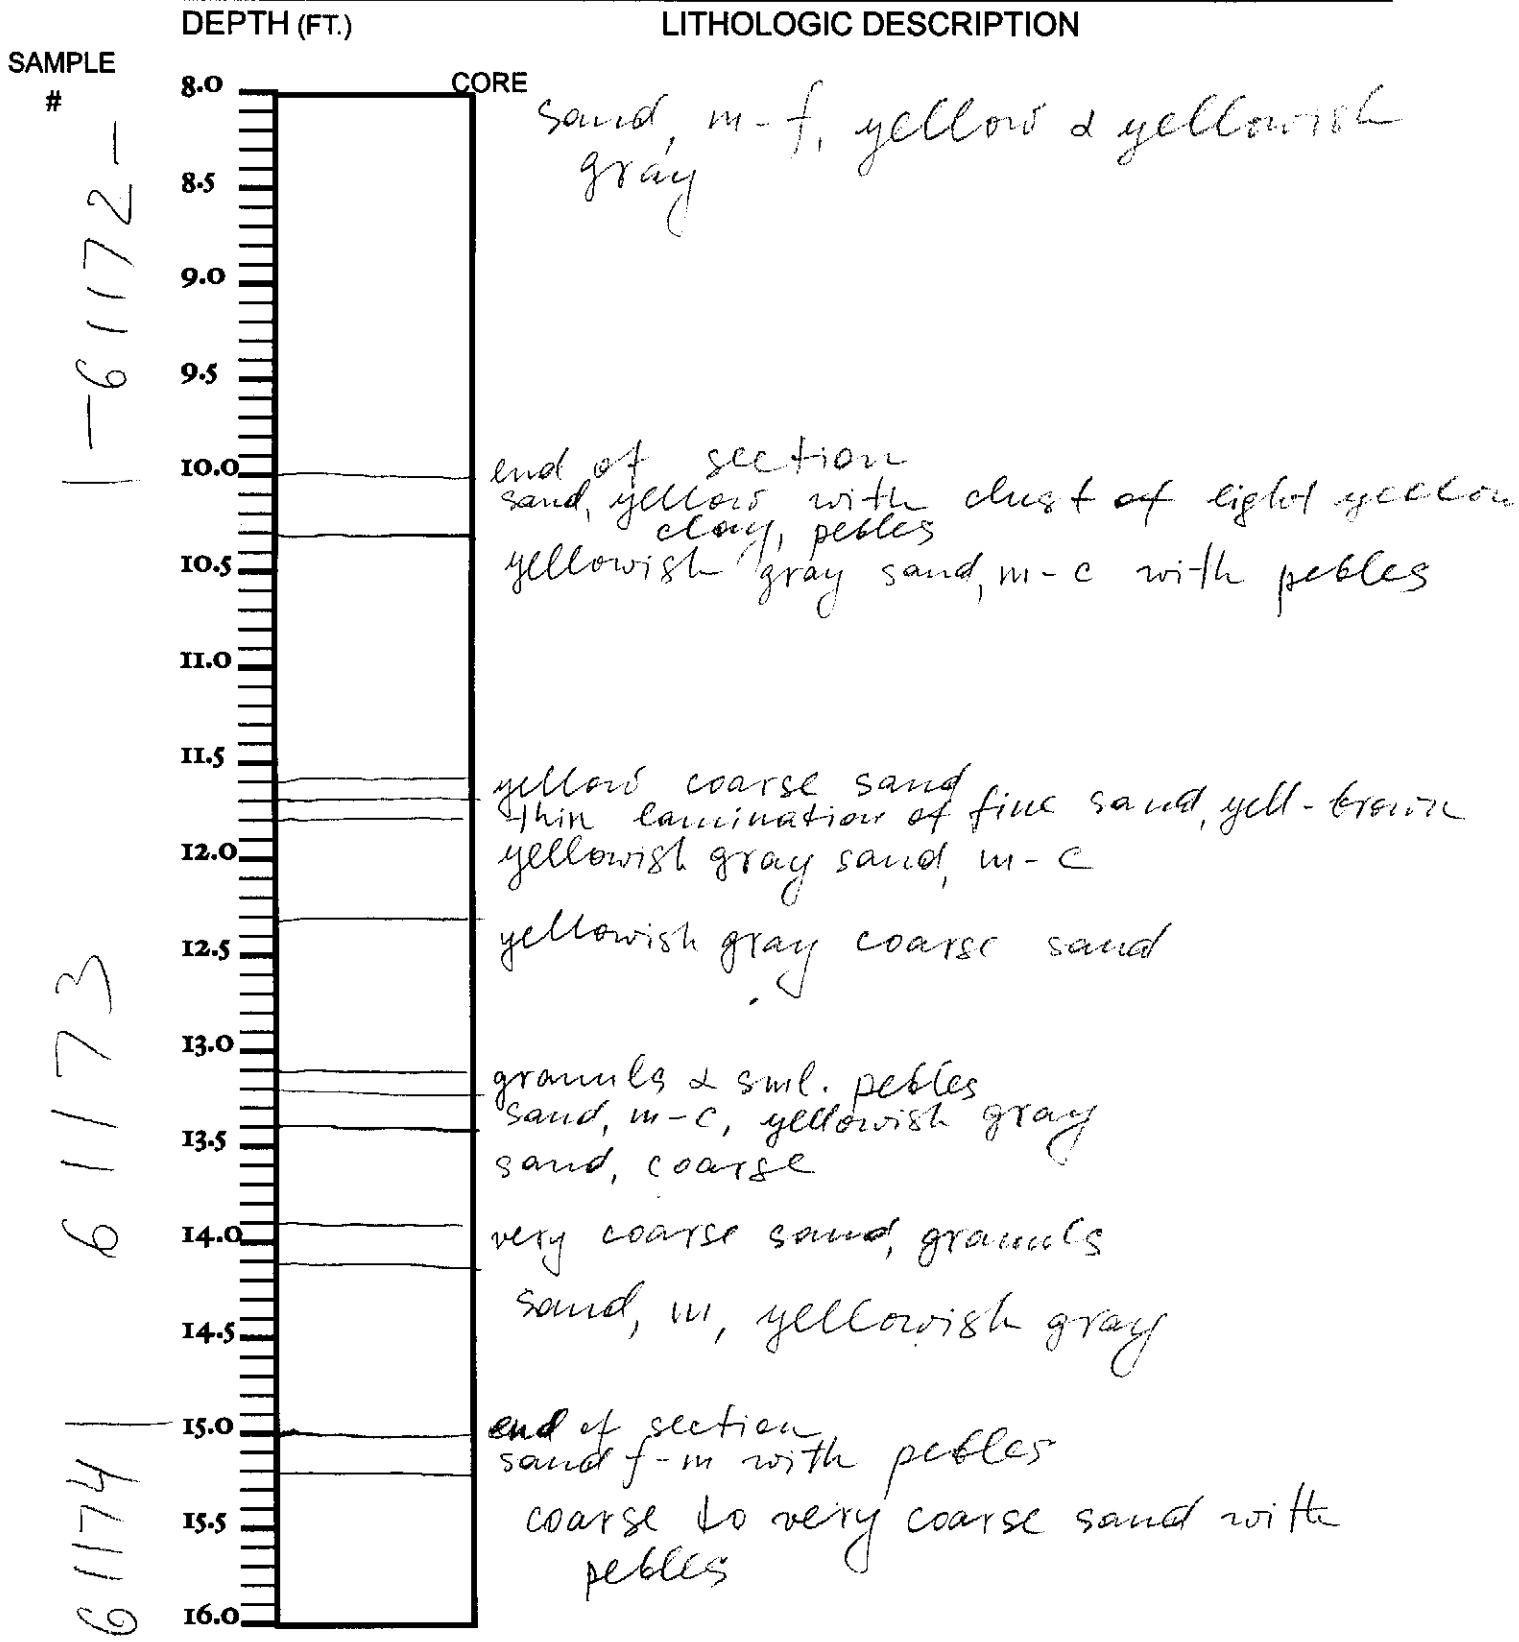 DEPTH (FT.) LITHOLOGIC DESCRIPTION
SAMPLE
#
CORE
8.0
sand, m-f, yellow & yellowish
gray
8.5
61172
9.0
9.5
10.0
end of section
sand, yellow with clust of light yellow
clay, pebles
10.5
yellowish gray sand, m-c with pebles
11.0
11.5
yellow coarse sand
thin lamination of fine sand, yell-brown
12.0
yellowish gray sand, m-c
12.5
yellowish gray coarse sand
61173
13.0
granuls & sml. pebles
sand, m-c, yellowish gray
13.5
sand, coarse
14.0
very coarse sand, granuls
sand, m, yellowish gray
14.5
15.0
end of section
sand f-m with pebles
61174
15.5
coarse to very coarse sand with
pebles
16.0